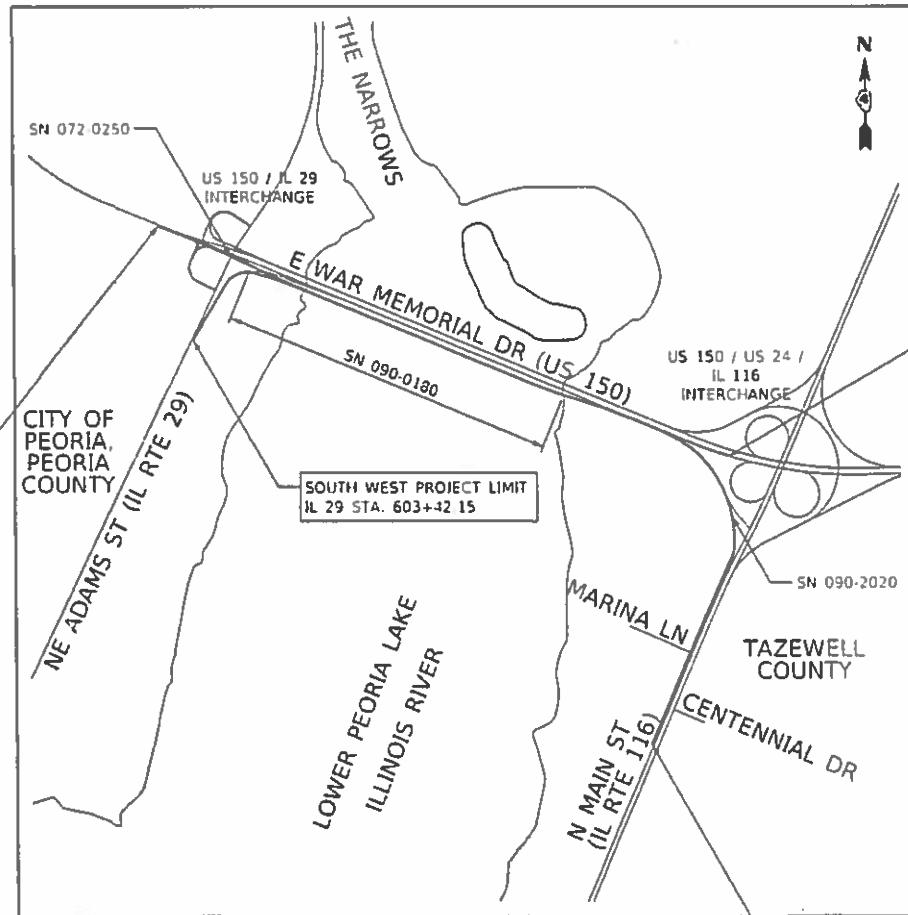 N
THE NARROWS
SN 072-0250
US 150 / IL 29
INTERCHANGE
E WAR MEMORIAL DR (US 150)
SN 090-0180
US 150 / US 24 /
IL 116
INTERCHANGE
CITY OF
PEORIA,
PEORIA
COUNTY
NE ADAMS ST (IL RTE 29)
SOUTH WEST PROJECT LIMIT
IL 29 STA. 603+42 15
SN 090-2020
MARINA LN
TAZEWELL
COUNTY
LOWER PEORIA LAKE
ILLINOIS RIVER
CENTENNIAL DR
N MAIN ST
(IL RTE 116)